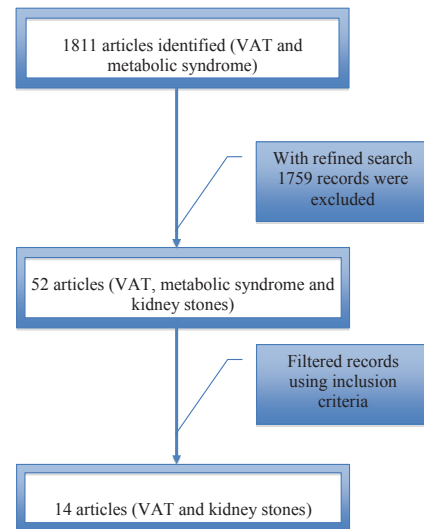 1811 articles identified (VAT and
metabolic syndrome)
With refined search
1759 records were
excluded
52 articles (VAT, metabolic syndrome and
kidney stones)
Filtered records
using inclusion
criteria
14 articles (VAT and kidney stones)